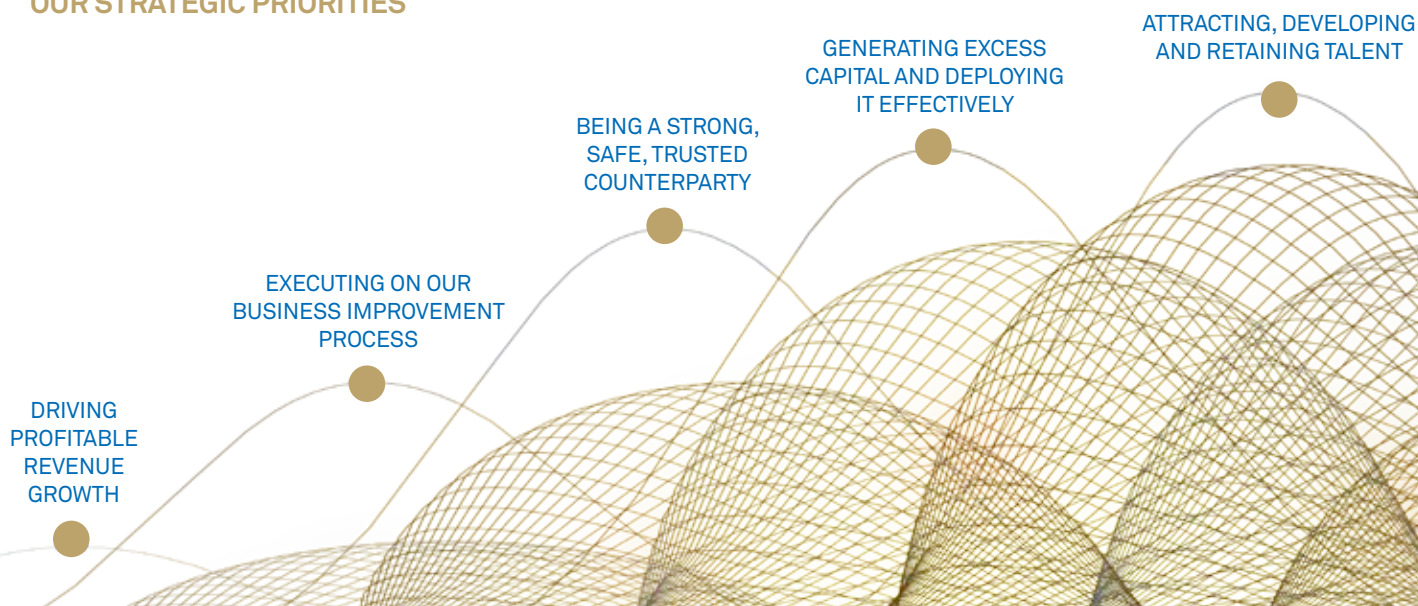 OUR STRATEGIC PRIORITIES
ATTRACTING, DEVELOPING
AND RETAINING TALENT
GENERATING EXCESS
CAPITAL AND DEPLOYING
IT EFFECTIVELY
BEING A STRONG,
SAFE, TRUSTED
COUNTERPARTY
EXECUTING ON OUR
BUSINESS IMPROVEMENT
PROCESS
DRIVING
PROFITABLE
REVENUE
GROWTH